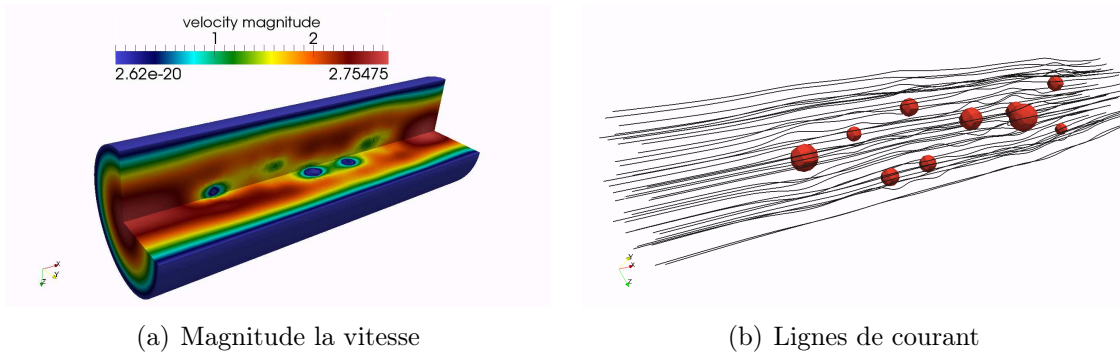 velocity magnitude
1 2
2.62e-20 2.75475
X
Y
Z
Y
X
Z
(a) Magnitude la vitesse
(b) Lignes de courant